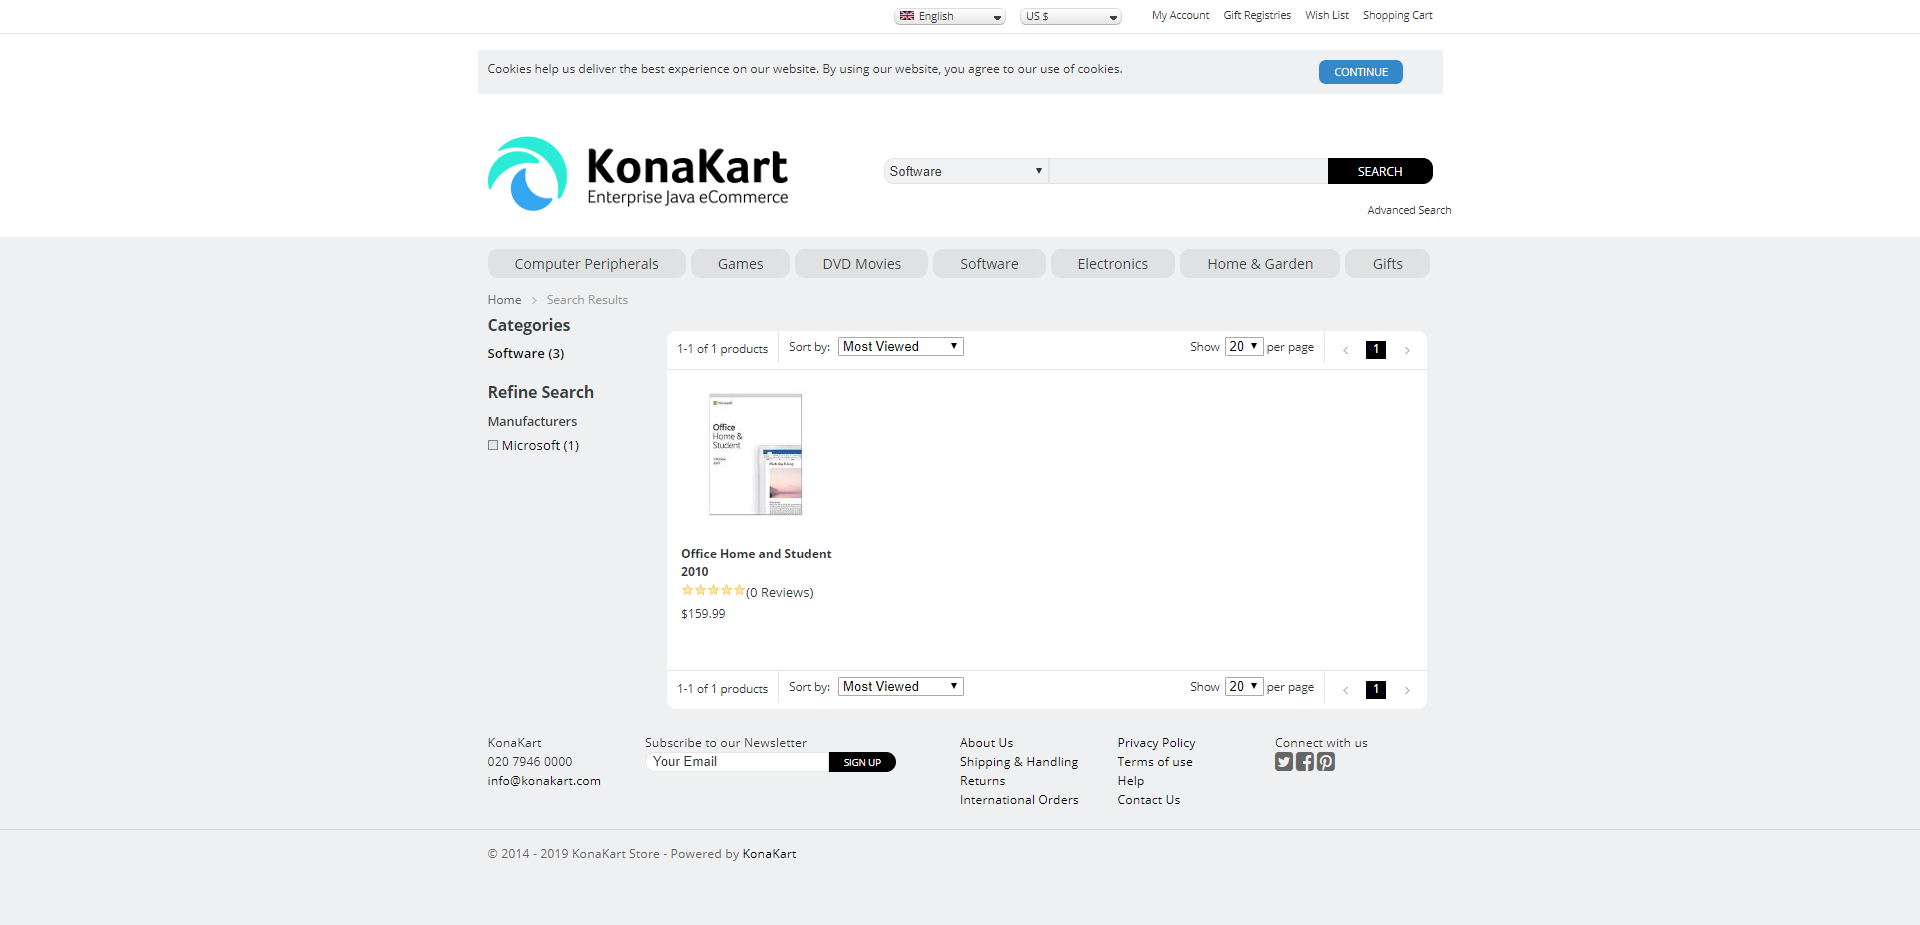 English
US $
My Account
Gift Registries
Wish List
Shopping Cart
Cookies help us deliver the best experience on our website. By using our website, you agree to our use of cookies.
CONTINUE
KonaKart
Enterprise Java eCommerce
Software
SEARCH
Advanced Search
Computer Peripherals
Games
DVD Movies
Software
Electronics
Home & Garden
Gifts
Home > Search Results
Categories
Software (3)
Refine Search
Manufacturers
Microsoft (1)
1-1 of 1 products
Sort by: Most Viewed
Show 20 per page
< 1 >
Microsoft
Office
Home &
Student
Office Home and Student
2010
(0 Reviews)
$159.99
1-1 of 1 products
Sort by: Most Viewed
Show 20 per page
< 1 >
KonaKart
020 7946 0000
info@konakart.com
Subscribe to our Newsletter
Your Email
SIGN UP
About Us
Shipping & Handling
Returns
International Orders
Privacy Policy
Terms of use
Help
Contact Us
Connect with us
© 2014 - 2019 KonaKart Store - Powered by KonaKart